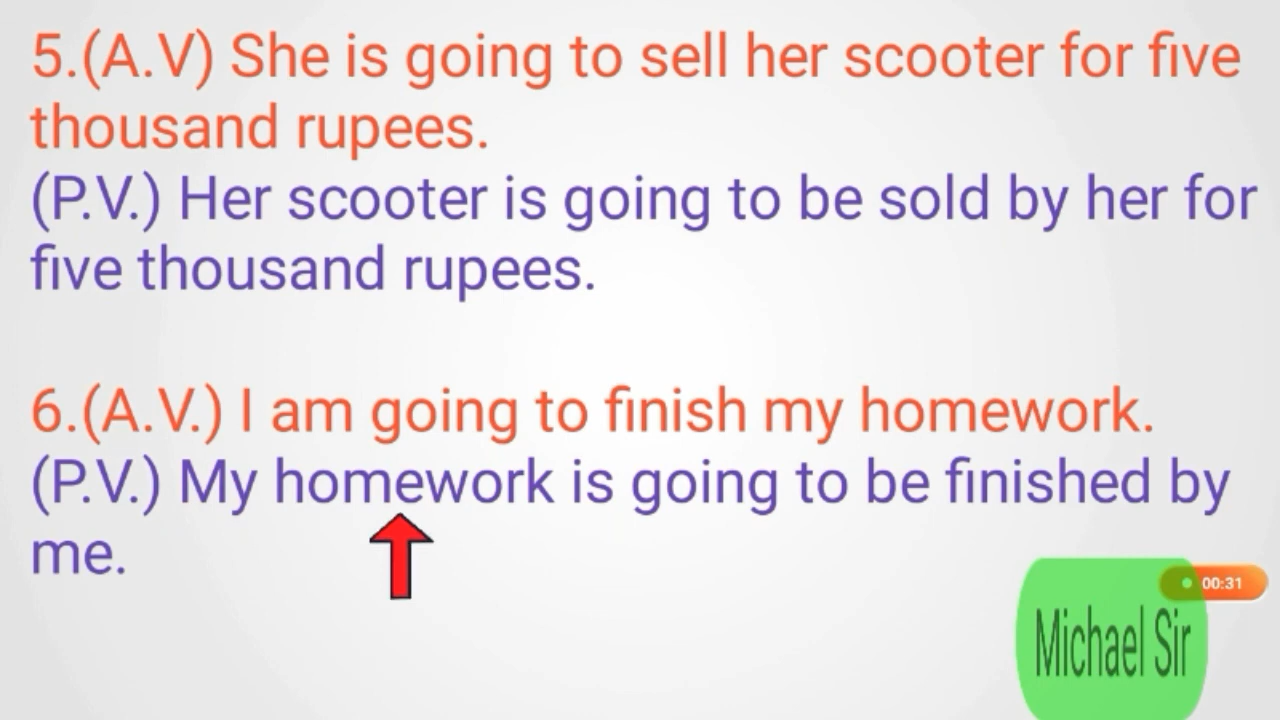 5.(A.V) She is going to sell her scooter for five
thousand rupees.
(P.V.) Her scooter is going to be sold by her for
five thousand rupees.
6.(A.V.) I am going to finish my homework.
(P.V.) My homework is going to be finished by
me.
00:31
Michael Sir